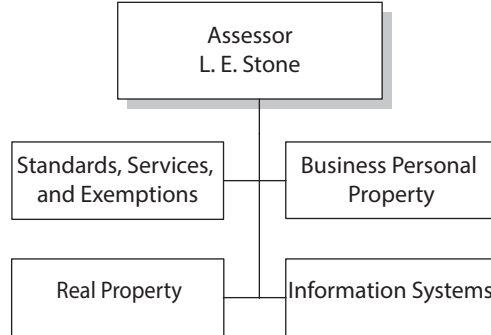 Assessor
L. E. Stone
Standards, Services,
and Exemptions
Business Personal
Property
Real Property
Information Systems